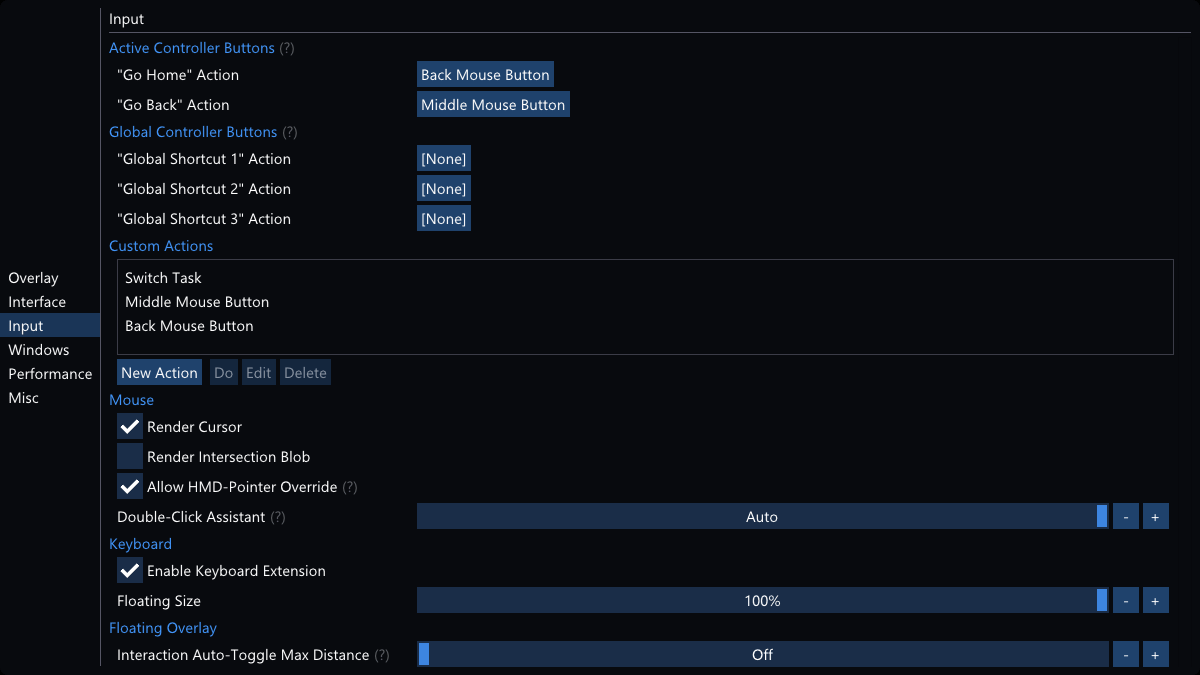 Input
Active Controller Buttons (?)
"Go Home" Action Back Mouse Button
"Go Back" Action Middle Mouse Button
Global Controller Buttons (?)
"Global Shortcut 1" Action [None]
"Global Shortcut 2" Action [None]
"Global Shortcut 3" Action [None]
Custom Actions
Overlay
Interface
Input
Windows
Performance
Misc
Switch Task
Middle Mouse Button
Back Mouse Button
New Action Do Edit Delete
Mouse
Render Cursor
Render Intersection Blob
Allow HMD-Pointer Override (?)
Double-Click Assistant (?) Auto - +
Keyboard
Enable Keyboard Extension
Floating Size 100% - +
Floating Overlay
Interaction Auto-Toggle Max Distance (?) Off - +